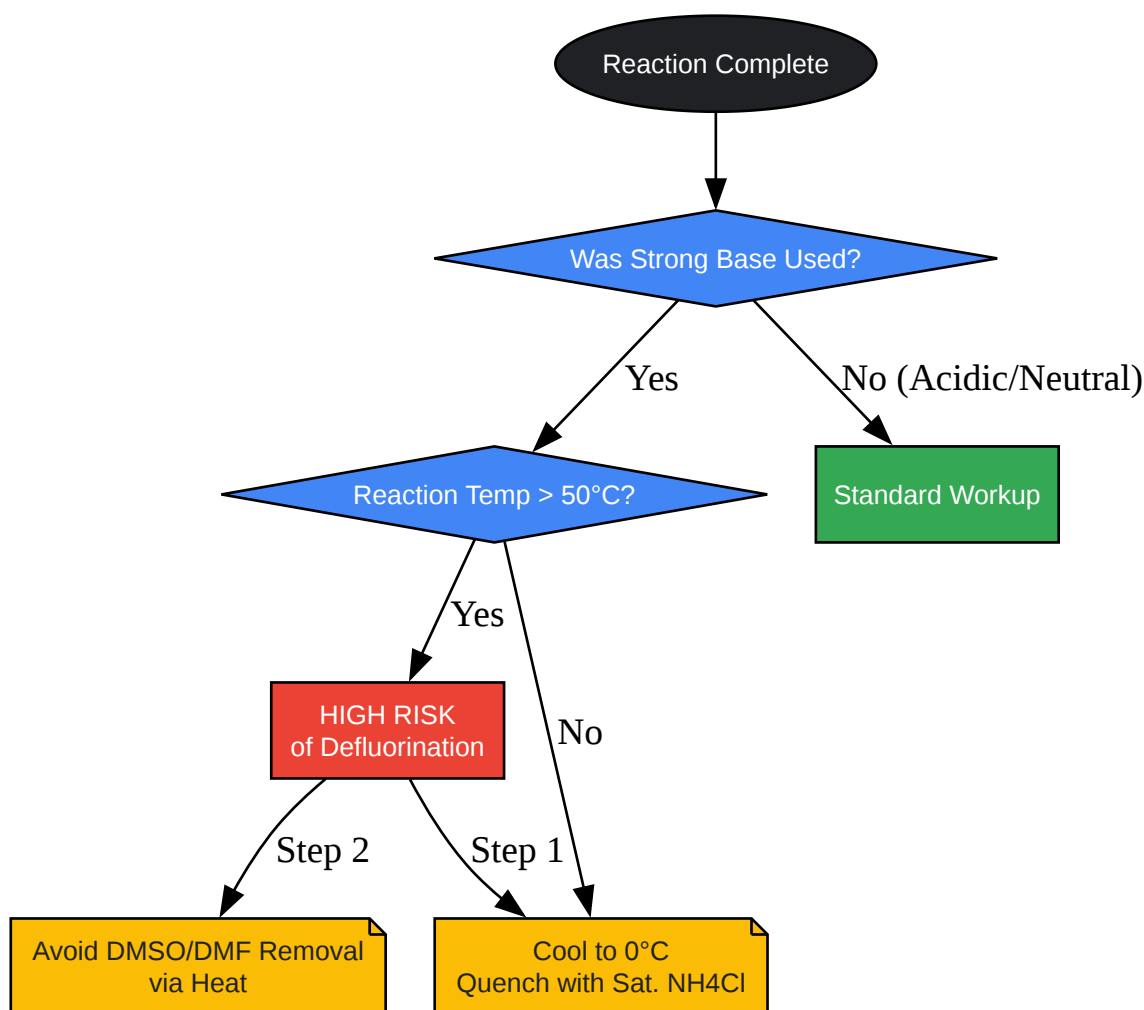 Reaction Complete
Was Strong Base Used?
Yes
No (Acidic/Neutral)
Reaction Temp > 50°C?
Standard Workup
Yes
HIGH RISK
of Defluorination
No
Step 2
Step 1
Avoid DMSO/DMF Removal
via Heat
Cool to 0°C
Quench with Sat. NH4Cl